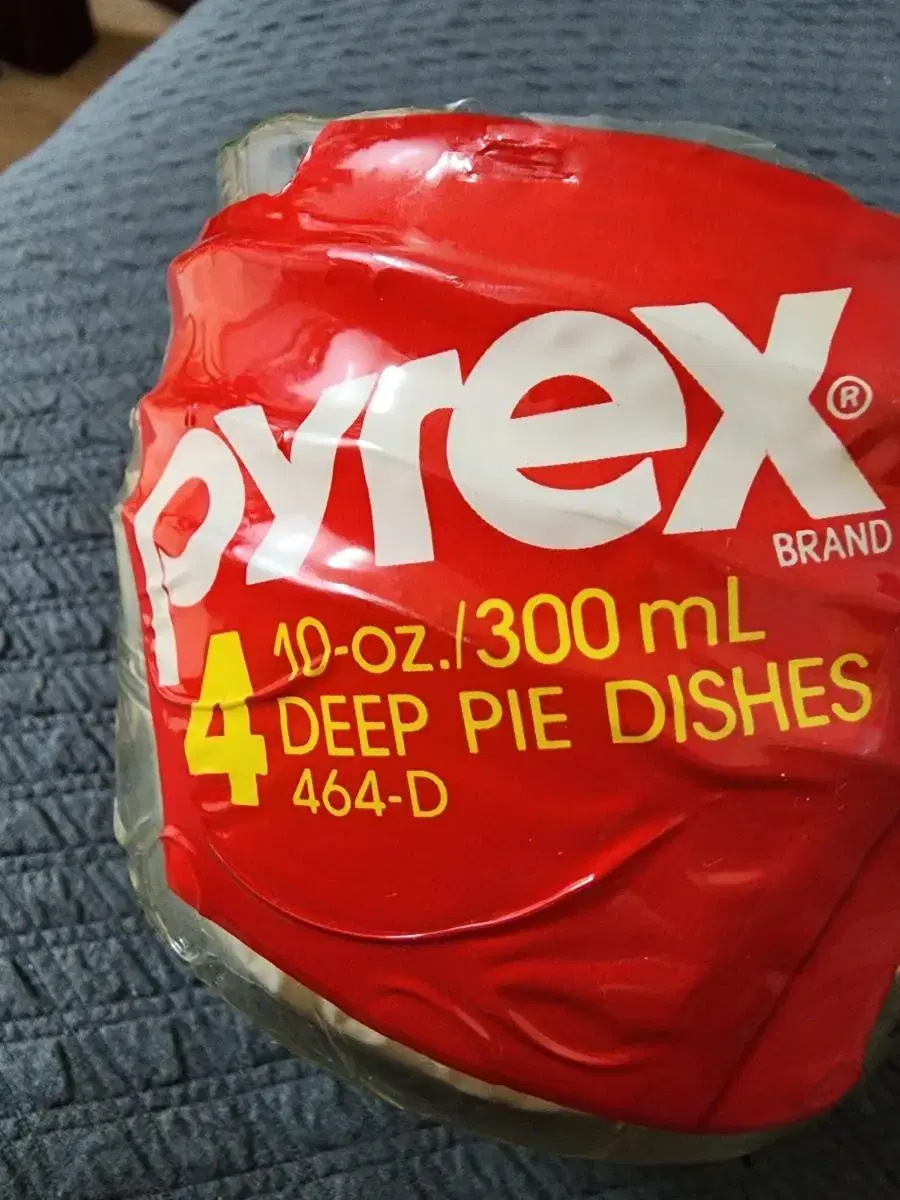 pyrex®
BRAND
4 10-oz./300 mL
DEEP PIE DISHES
464-D